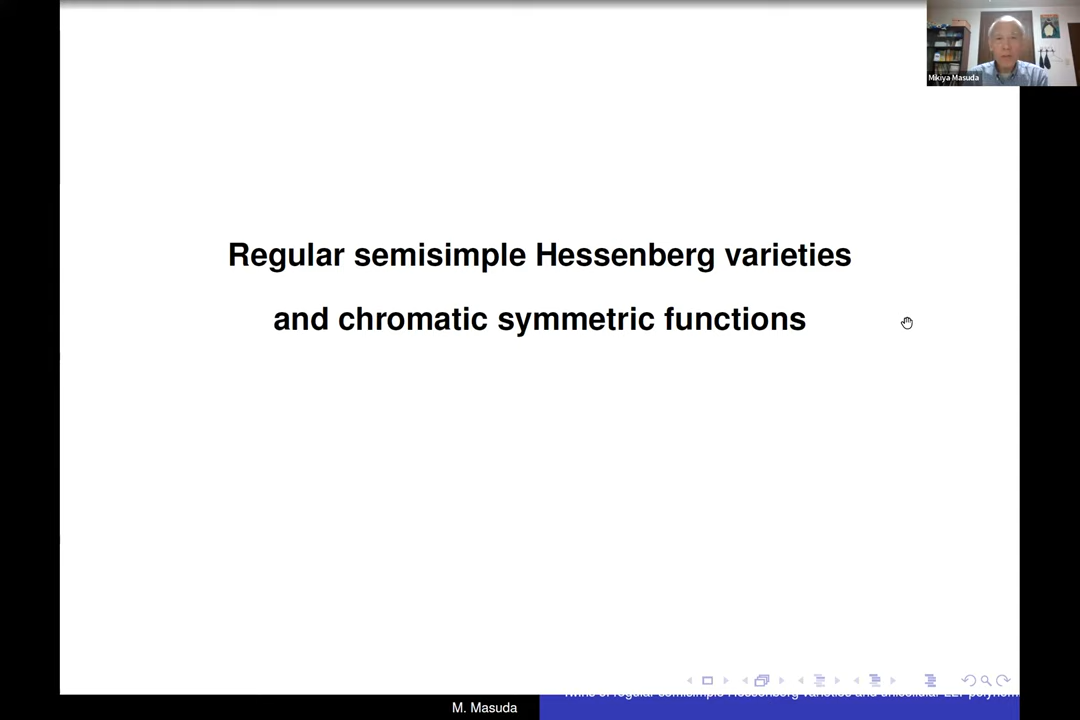 Mikiya Masuda
Regular semisimple Hessenberg varieties
and chromatic symmetric functions
M. Masuda